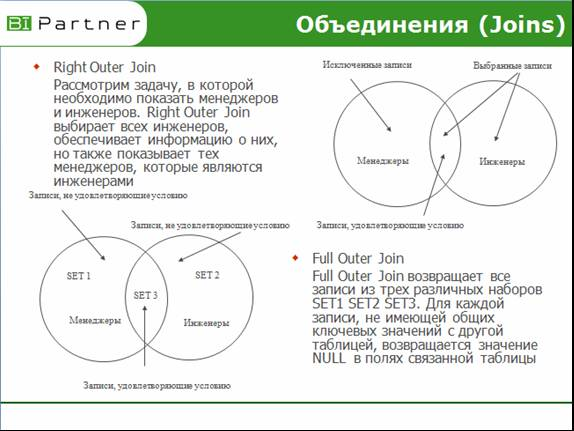 BI Partner
Объединения (Joins)
Right Outer Join
Рассмотрим задачу, в которой
необходимо показать менеджеров
и инженеров. Right Outer Join
выбирает всех инженеров,
обеспечивает информацию о них,
но также показывает тех
менеджеров, которые являются
инженерами
Исключенные записи
Выбранные записи
Менеджеры
Инженеры
Записи, удовлетворяющие условию
Записи, не удовлетворяющие условию
Записи, не удовлетворяющие условию
SET 1
SET 2
SET 3
Менеджеры
Инженеры
Записи, удовлетворяющие условию
Full Outer Join
Full Outer Join возвращает все
записи из трех различных наборов
SET1 SET2 SET3. Для каждой
записи, не имеющей общих
ключевых значений с другой
таблицей, возвращается значение
NULL в полях связанной таблицы